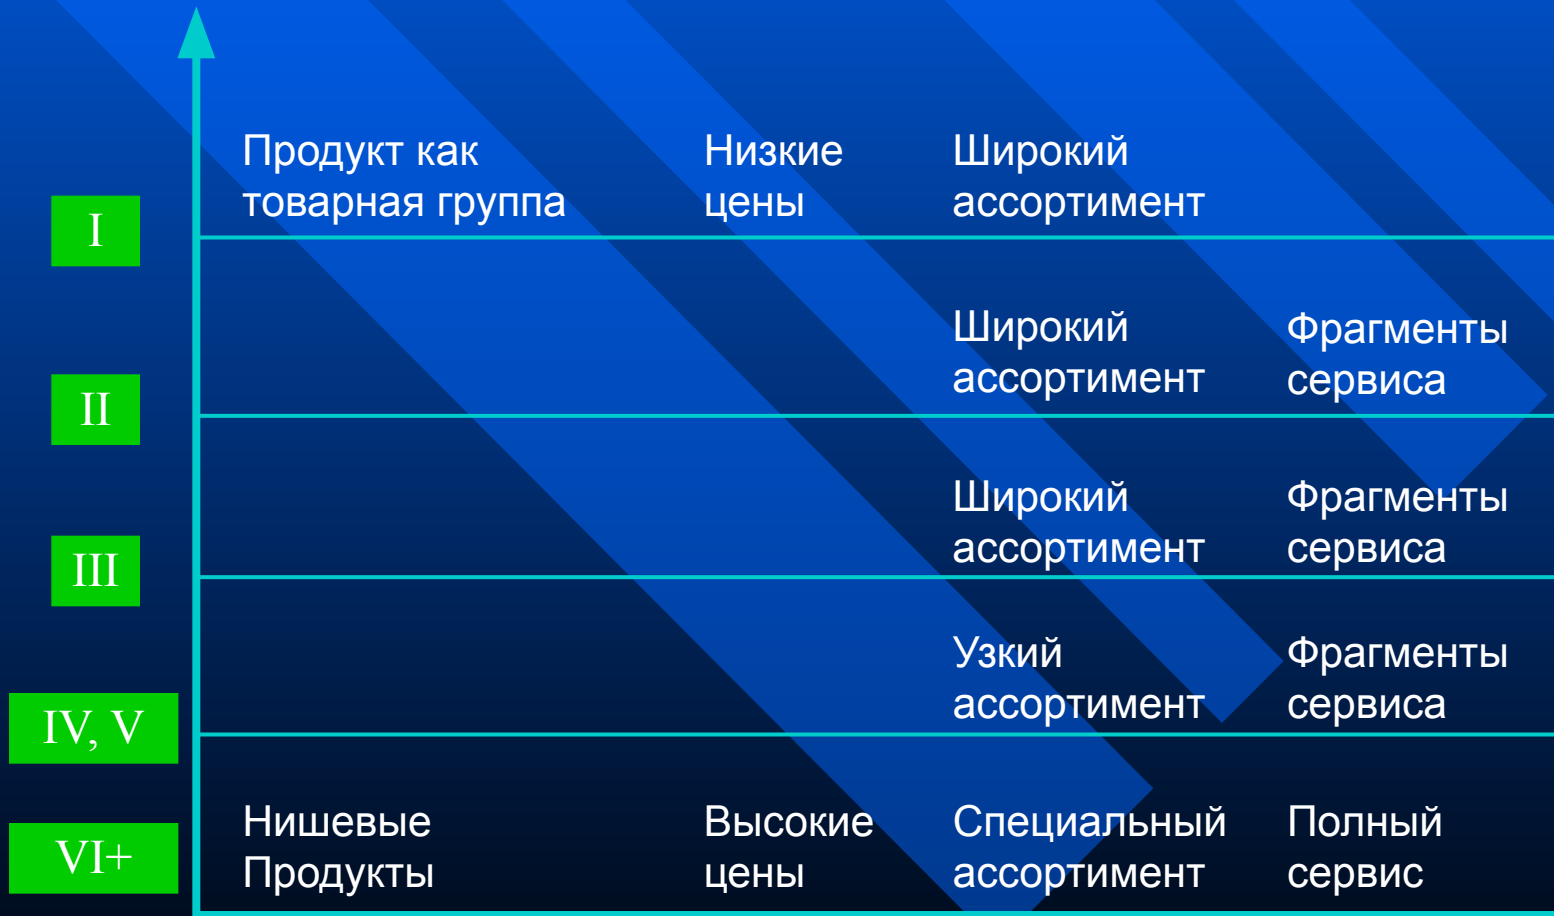 Продукт как
товарная группа
Низкие
цены
Широкий
ассортимент
I
Широкий
ассортимент
Фрагменты
сервиса
II
Широкий
ассортимент
Фрагменты
сервиса
III
Узкий
ассортимент
Фрагменты
сервиса
IV, V
Нишевые
Продукты
Высокие
цены
Специальный
ассортимент
Полный
сервис
VI+